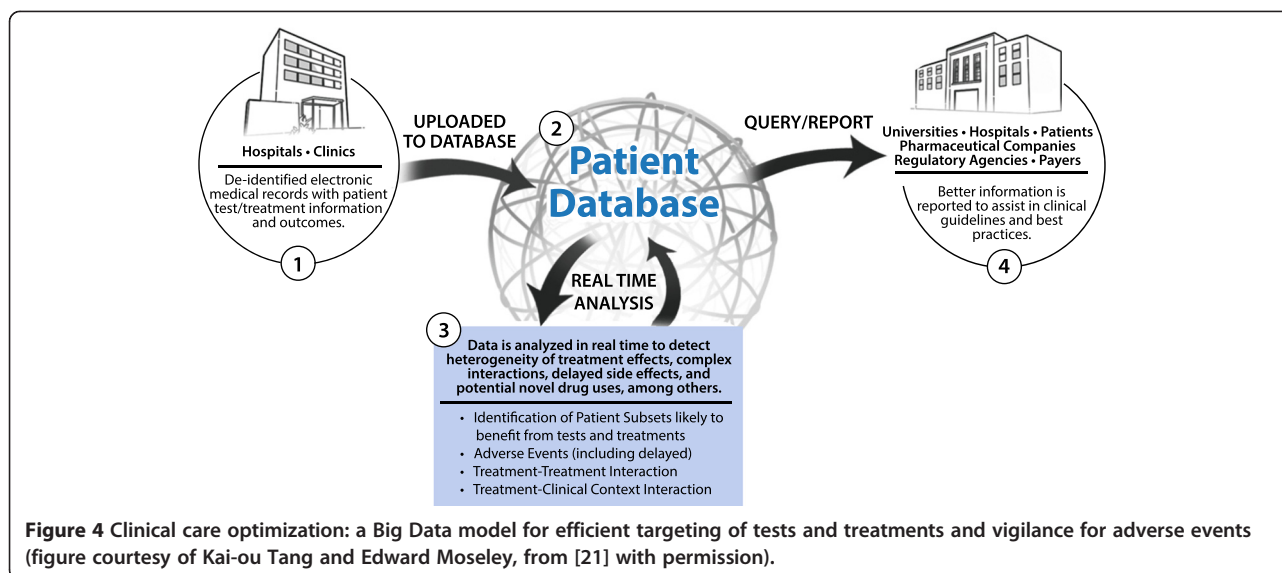 Hospitals • Clinics
De-identified electronic
medical records with patient
test/treatment information
and outcomes.
1
UPLOADED
TO DATABASE
2
Patient
Database
REAL TIME
ANALYSIS
3
Data is analyzed in real time to detect
heterogeneity of treatment effects, complex
interactions, delayed side effects, and
potential novel drug uses, among others.
• Identification of Patient Subsets likely to
benefit from tests and treatments
• Adverse Events (including delayed)
• Treatment-Treatment Interaction
• Treatment-Clinical Context Interaction
QUERY/REPORT
Universities • Hospitals • Patients
Pharmaceutical Companies
Regulatory Agencies • Payers
Better information is
reported to assist in clinical
guidelines and best
practices.
4
Figure 4 Clinical care optimization: a Big Data model for efficient targeting of tests and treatments and vigilance for adverse events
(figure courtesy of Kai-ou Tang and Edward Moseley, from [21] with permission).